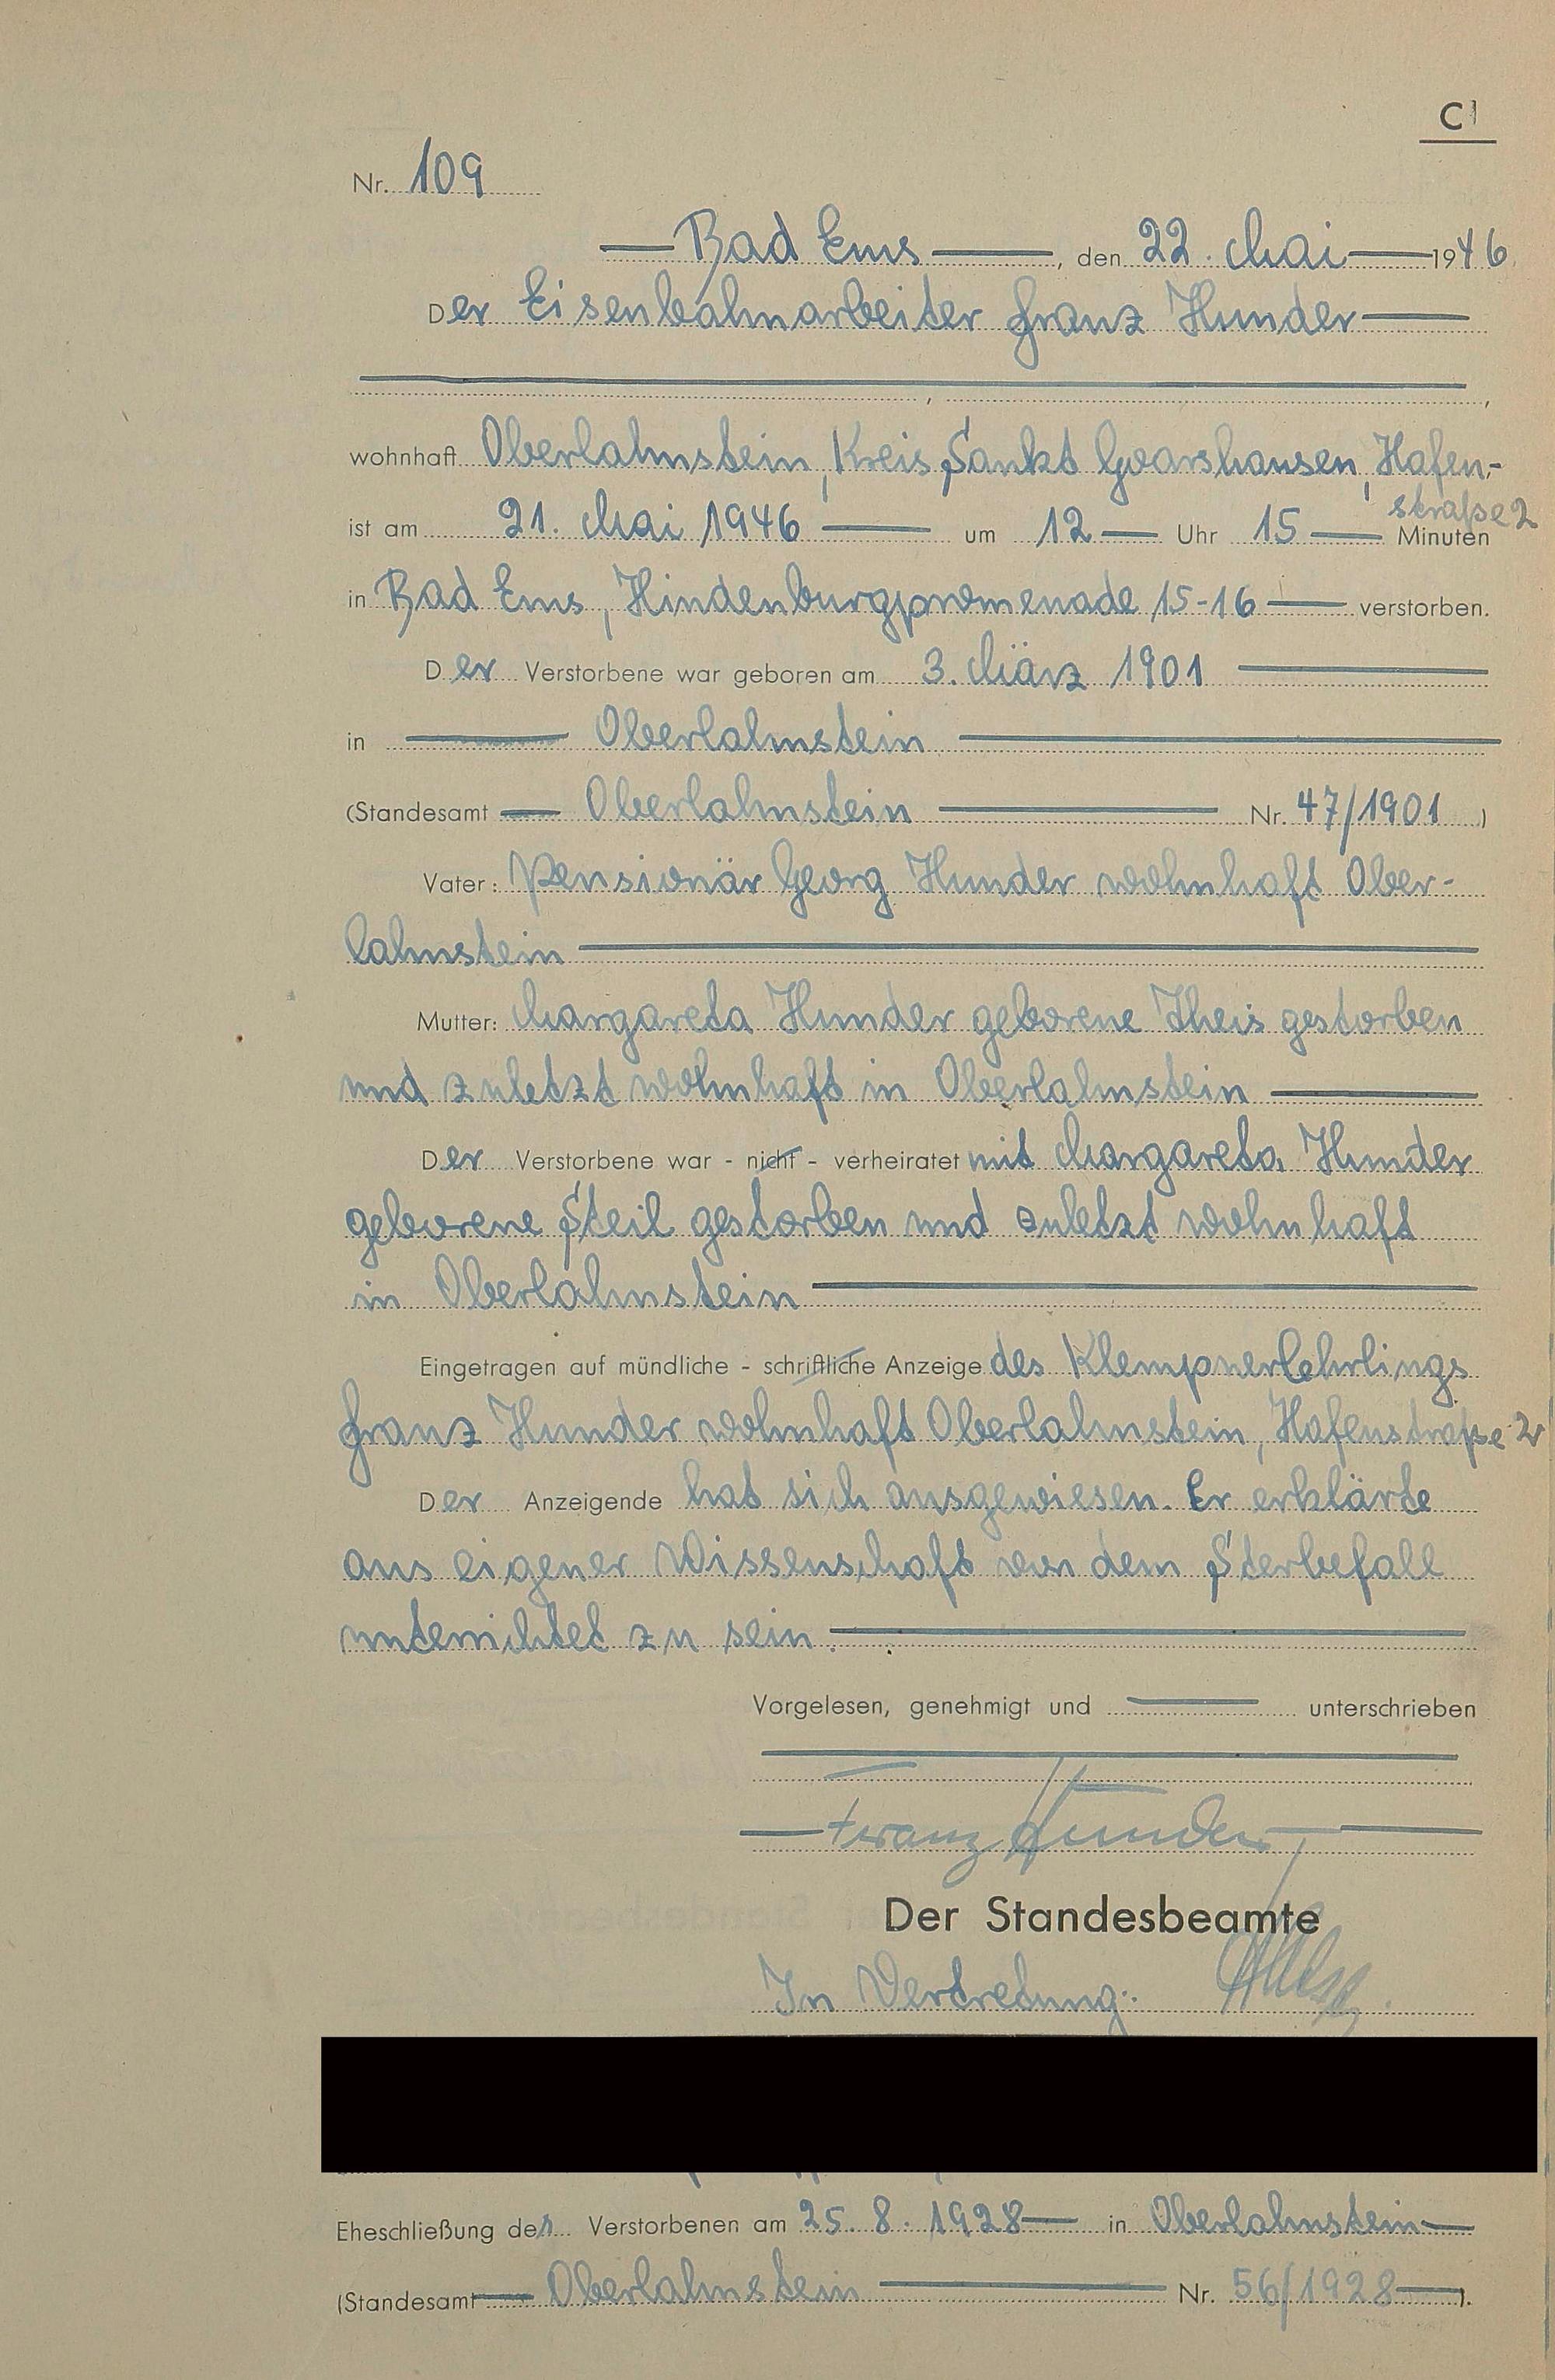 C
Nr. 109
Bad Ems, den 22. Mai 1946
Der Eisenbahnarbeiter Franz Hunder
wohnhaft Oberlahnstein, Kreis Sankt Goarshausen, Hafen-
straße 2
ist am 21. Mai 1946 um 12 Uhr 15 Minuten
in Bad Ems, Hindenburgpromenade 15-16 verstorben.
Der Verstorbene war geboren am 3. März 1901
in Oberlahnstein
(Standesamt Oberlahnstein Nr. 47/1901)
Vater: Pensionär Georg Hunder wohnhaft Ober-
lahnstein
Mutter: Margareta Hunder geborene Theis gestorben
und zuletzt wohnhaft in Oberlahnstein
Der Verstorbene war - nicht - verheiratet mit Margareta Hunder
geborene Steil gestorben und zuletzt wohnhaft
in Oberlahnstein
Eingetragen auf mündliche - schriftliche Anzeige des Klempnerlehrlings
Franz Hunder wohnhaft Oberlahnstein, Hafenstraße 2
Der Anzeigende hat sich ausgewiesen. Er erklärte
aus eigener Wissenschaft von dem Sterbefall
unterrichtet zu sein.
Vorgelesen, genehmigt und unterschrieben
Franz Hunder
Der Standesbeamte
In Vertretung:
Eheschließung des Verstorbenen am 25. 8. 1928 in Oberlahnstein
(Standesamt Oberlahnstein Nr. 56/1928).